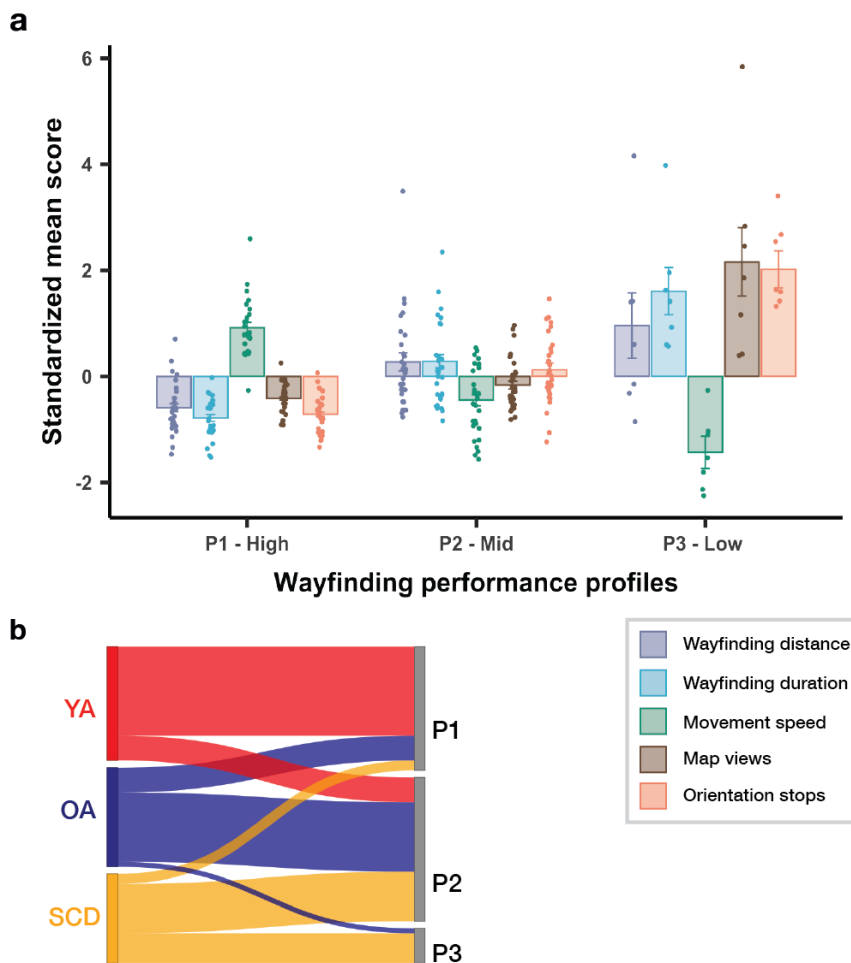 a
Standardized mean score
6
4
2
0
-2
P1 - High
P2 - Mid
P3 - Low
Wayfinding performance profiles
b
YA
OA
SCD
P1
P2
P3
Wayfinding distance
Wayfinding duration
Movement speed
Map views
Orientation stops